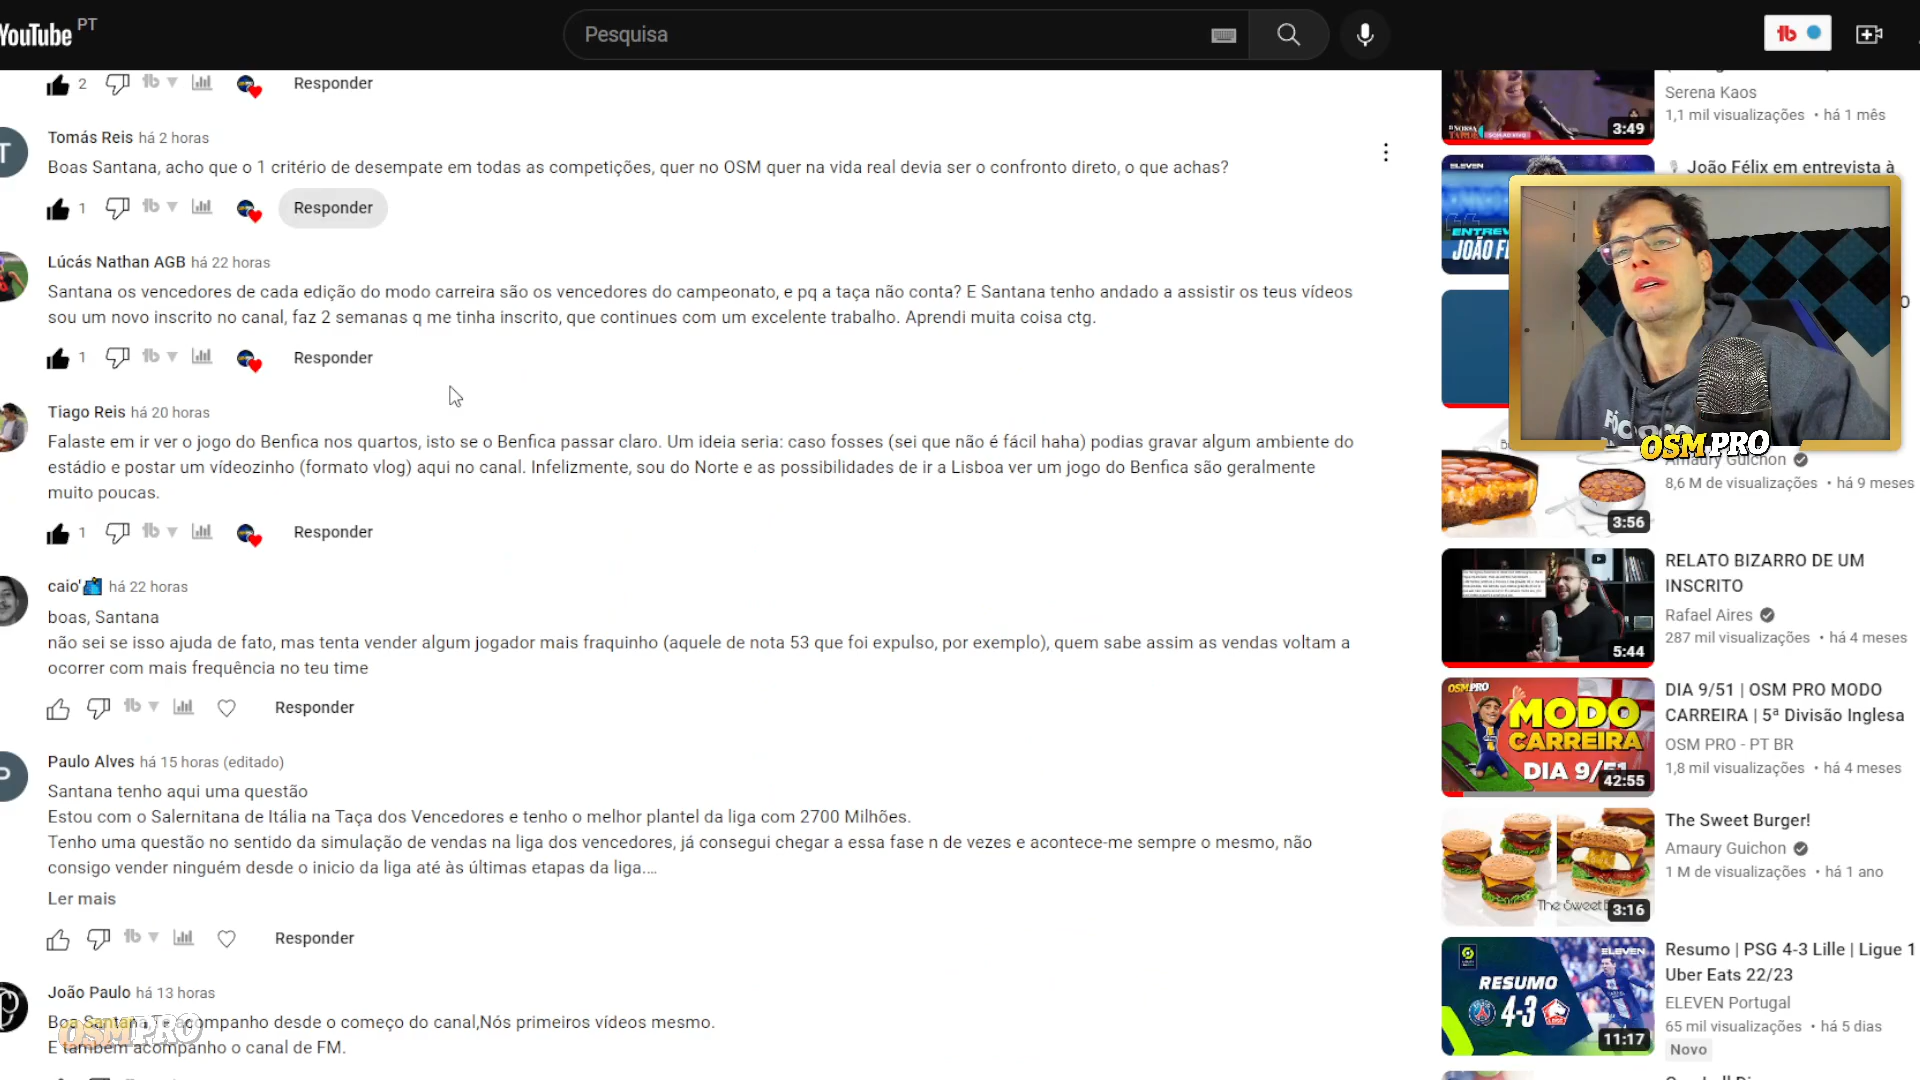 YouTube PT
Pesquisa
2 Responder
Tomás Reis há 2 horas
Boas Santana, acho que o 1 critério de desempate em todas as competições, quer no OSM quer na vida real devia ser o confronto direto, o que achas?
1 Responder
Lúcás Nathan AGB há 22 horas
Santana os vencedores de cada edição do modo carreira são os vencedores do campeonato, e pq a taça não conta? E Santana tenho andado a assistir os teus vídeos
sou um novo inscrito no canal, faz 2 semanas q me tinha inscrito, que continues com um excelente trabalho. Aprendi muita coisa ctg.
1 Responder
Tiago Reis há 20 horas
Falaste em ir ver o jogo do Benfica nos quartos, isto se o Benfica passar claro. Um ideia seria: caso fosses (sei que não é fácil haha) podias gravar algum ambiente do
estádio e postar um vídeozinho (formato vlog) aqui no canal. Infelizmente, sou do Norte e as possibilidades de ir a Lisboa ver um jogo do Benfica são geralmente
muito poucas.
1 Responder
caio' há 22 horas
boas, Santana
não sei se isso ajuda de fato, mas tenta vender algum jogador mais fraquinho (aquele de nota 53 que foi expulso, por exemplo), quem sabe assim as vendas voltam a
ocorrer com mais frequência no teu time
Responder
Paulo Alves há 15 horas (editado)
Santana tenho aqui uma questão
Estou com o Salernitana de Itália na Taça dos Vencedores e tenho o melhor plantel da liga com 2700 Milhões.
Tenho uma questão no sentido da simulação de vendas na liga dos vencedores, já consegui chegar a essa fase n de vezes e acontece-me sempre o mesmo, não
consigo vender ninguém desde o inicio da liga até às últimas etapas da liga....
Ler mais
Responder
João Paulo há 13 horas
Boa Santana,Te acompanho desde o começo do canal,Nós primeiros vídeos mesmo.
E também acompanho o canal de FM.
OSM PRO
Serena Kaos
1,1 mil visualizações • há 1 mês
3:49
ELEVEN
João Félix em entrevista à
JOÃO
OSM PRO
Amaury Guichon
8,6 M de visualizações • há 9 meses
3:56
RELATO BIZARRO DE UM
INSCRITO
Rafael Aires
287 mil visualizações • há 4 meses
5:44
OSM PRO
MODO
CARREIRA
DIA 9/51
42:55
DIA 9/51 | OSM PRO MODO
CARREIRA | 5ª Divisão Inglesa
OSM PRO - PT BR
1,8 mil visualizações • há 4 meses
The Sweet Burger!
Amaury Guichon
1 M de visualizações • há 1 ano
The Sweet
3:16
ELEVEN
RESUMO
4-3
11:17
Resumo | PSG 4-3 Lille | Ligue 1
Uber Eats 22/23
ELEVEN Portugal
65 mil visualizações • há 5 dias
Novo